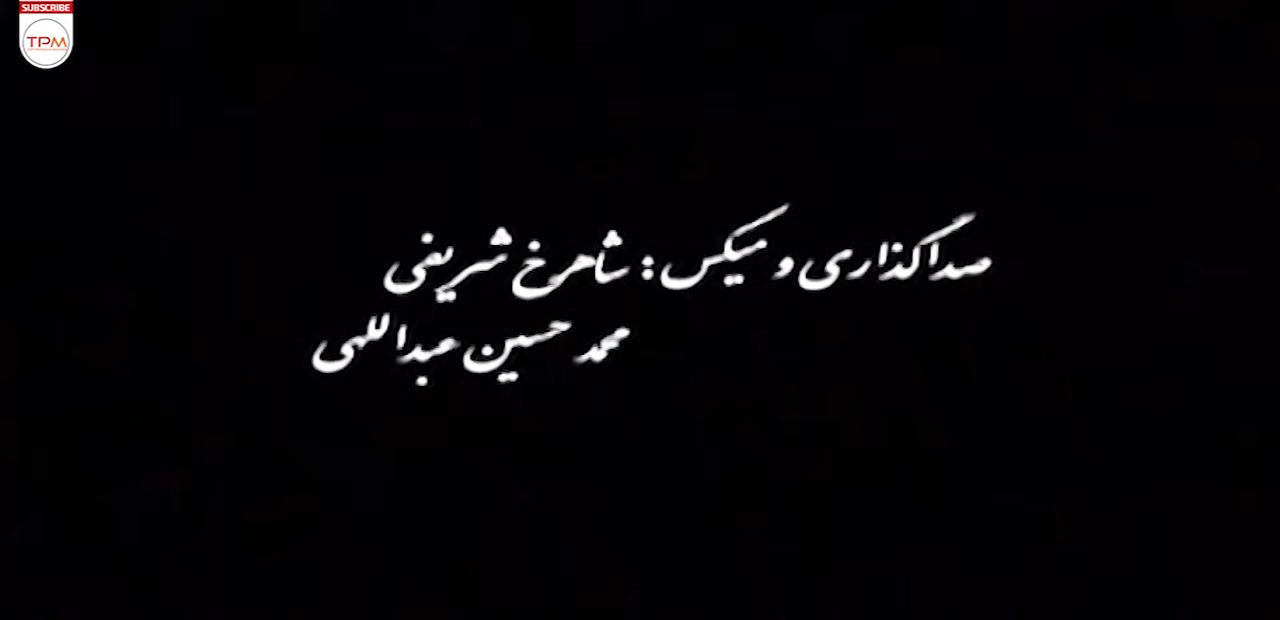 SUBSCRIBE
TPM
صداگذاری و میکس : شاهرخ شریفی
محمد حسین عبداللهی